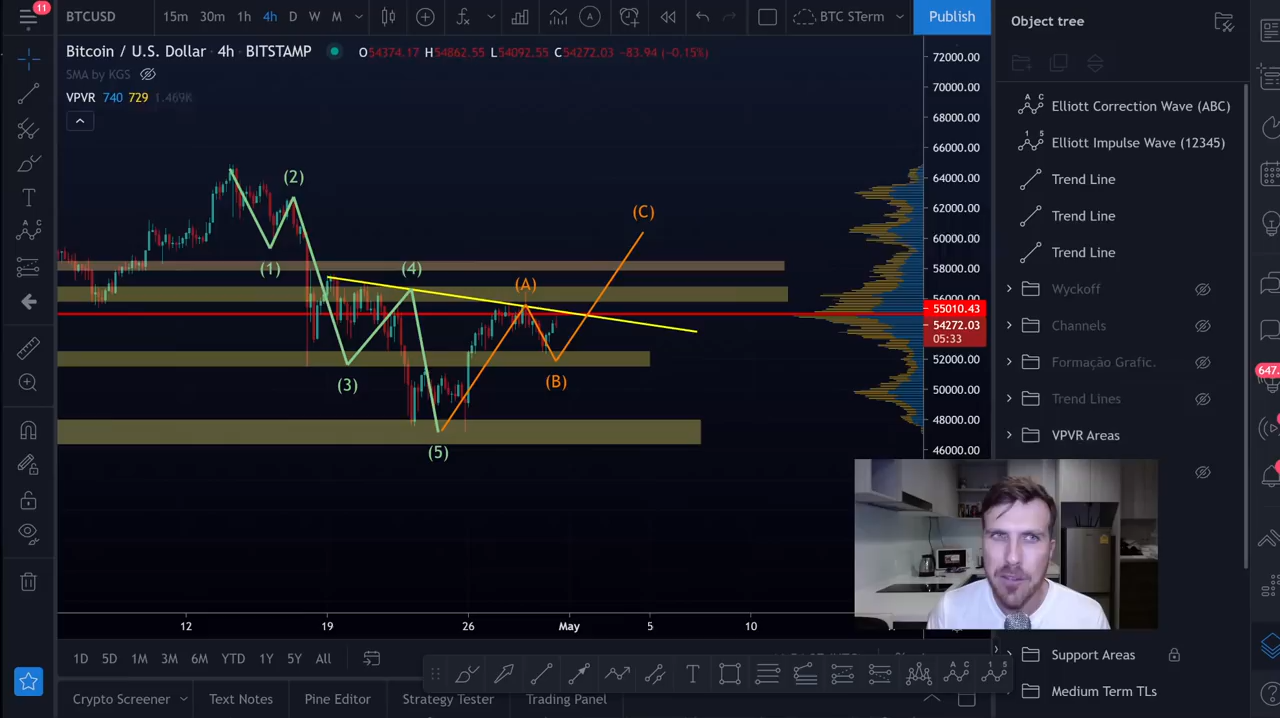 11
BTCUSD 15m 30m 1h 4h D W M BTC STerm Publish
Object tree
Bitcoin / U.S. Dollar 4h BITSTAMP O54374.17 H54862.55 L54092.55 C54272.03 −83.94 (−0.15%)
SMA by KGS
VPVR 740 729 1.469K
72000.00
70000.00
68000.00
66000.00
64000.00
62000.00
60000.00
58000.00
56000.00
55010.43
54272.03
05:33
52000.00
50000.00
48000.00
46000.00
(2)
(1)
(4)
(3)
(5)
(A)
(B)
(C)
Elliott Correction Wave (ABC)
Elliott Impulse Wave (12345)
Trend Line
Trend Line
Trend Line
Wyckoff
Channels
Formação Grafic.
Trend Lines
VPVR Areas
Support Areas
Medium Term TLs
647.
12 19 26 May 5 10
1D 5D 1M 3M 6M YTD 1Y 5Y All
Crypto Screener Text Notes Pine Editor Strategy Tester Trading Panel